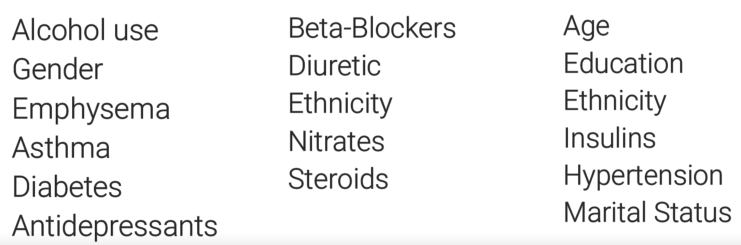 Alcohol use
Gender
Emphysema
Asthma
Diabetes
Antidepressants
Beta-Blockers
Diuretic
Ethnicity
Nitrates
Steroids
Age
Education
Ethnicity
Insulins
Hypertension
Marital Status